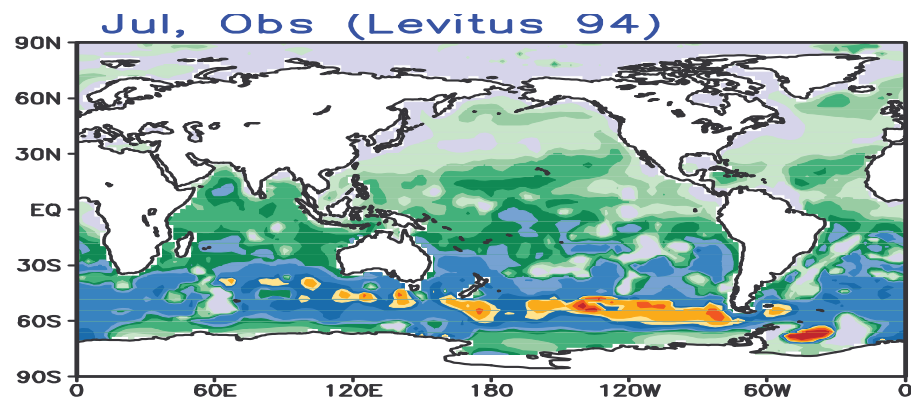 Jul, Obs (Levitus 94)
90N
60N
30N
EQ
30S
60S
90S
0 60E 120E 180 120W 60W 0